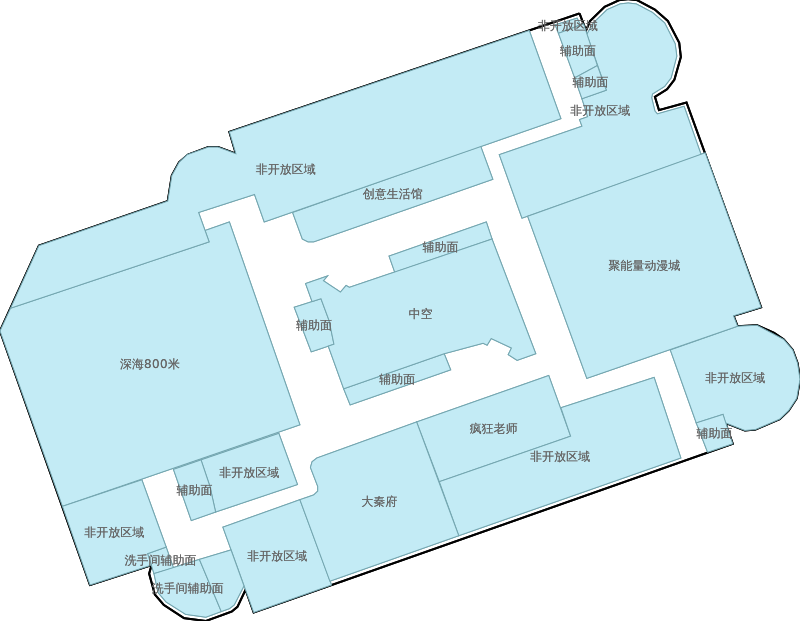 非开放区域
辅助面
辅助面
非开放区域
非开放区域
创意生活馆
辅助面
聚能量动漫城
中空
辅助面
深海800米
辅助面
非开放区域
疯狂老师
辅助面
非开放区域
非开放区域
辅助面
大秦府
非开放区域
非开放区域
洗手间辅助面
洗手间辅助面